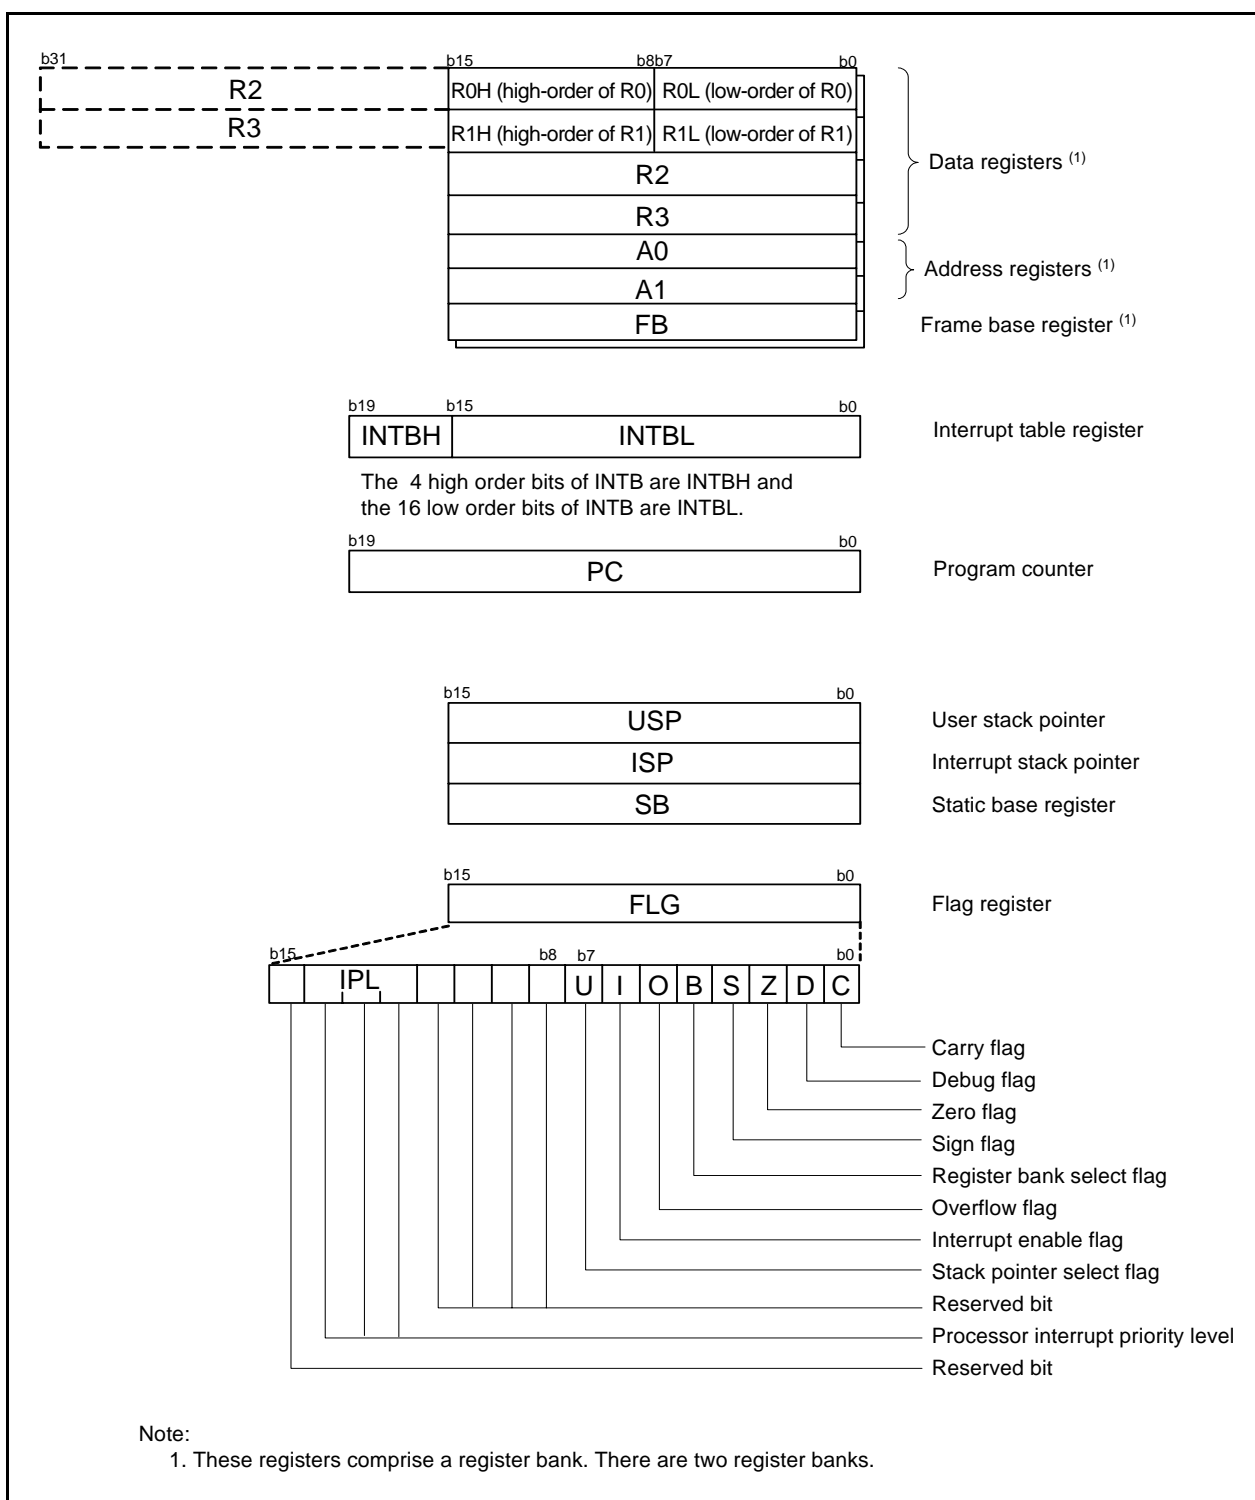 b31 b15 b8b7 b0
R2 R0H (high-order of R0) R0L (low-order of R0)
R3 R1H (high-order of R1) R1L (low-order of R1)
Data registers (1)
R2
R3
A0
Address registers (1)
A1
FB Frame base register (1)
b19 b15 b0
INTBH INTBL Interrupt table register
The 4 high order bits of INTB are INTBH and
the 16 low order bits of INTB are INTBL.
b19 b0
PC Program counter
b15 b0
USP User stack pointer
ISP Interrupt stack pointer
SB Static base register
b15 b0
FLG Flag register
b15 b8 b7 b0
IPL U I O B S Z D C
Carry flag
Debug flag
Zero flag
Sign flag
Register bank select flag
Overflow flag
Interrupt enable flag
Stack pointer select flag
Reserved bit
Processor interrupt priority level
Reserved bit
Note:
1. These registers comprise a register bank. There are two register banks.